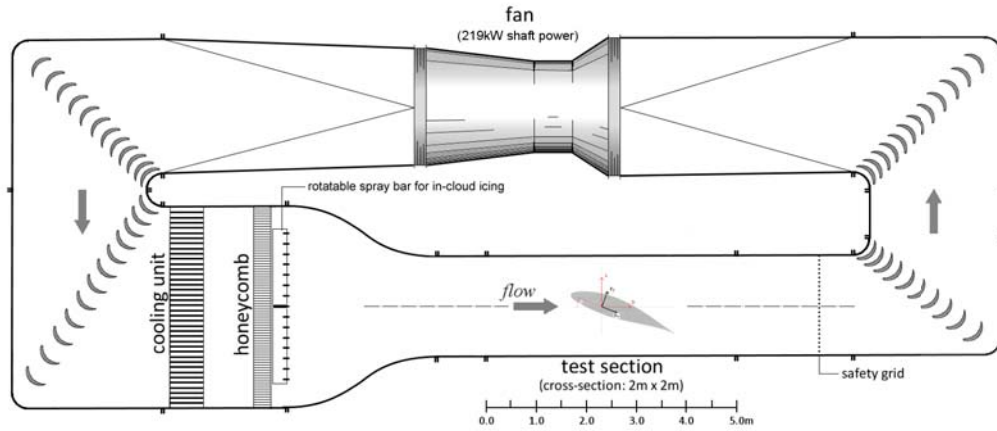 fan
(219kW shaft power)
rotatable spray bar for in-cloud icing
cooling unit
honeycomb
flow
test section
(cross-section: 2m x 2m)
safety grid
0.0 1.0 2.0 3.0 4.0 5.0m